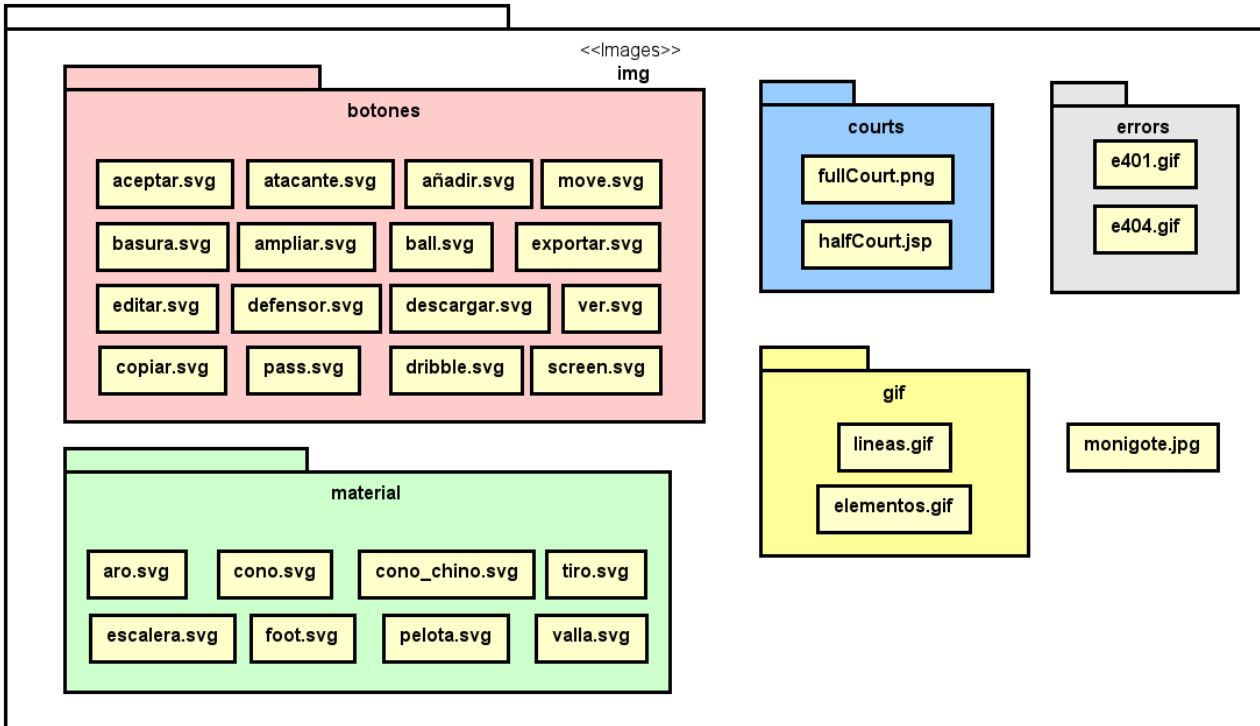 <<Images>>
img
botones
aceptar.svg
atacante.svg
añadir.svg
move.svg
basura.svg
ampliar.svg
ball.svg
exportar.svg
editar.svg
defensor.svg
descargar.svg
ver.svg
copiar.svg
pass.svg
dribble.svg
screen.svg
courts
fullCourt.png
halfCourt.jsp
errors
e401.gif
e404.gif
gif
lineas.gif
elementos.gif
monigote.jpg
material
aro.svg
cono.svg
cono_chino.svg
tiro.svg
escalera.svg
foot.svg
pelota.svg
valla.svg